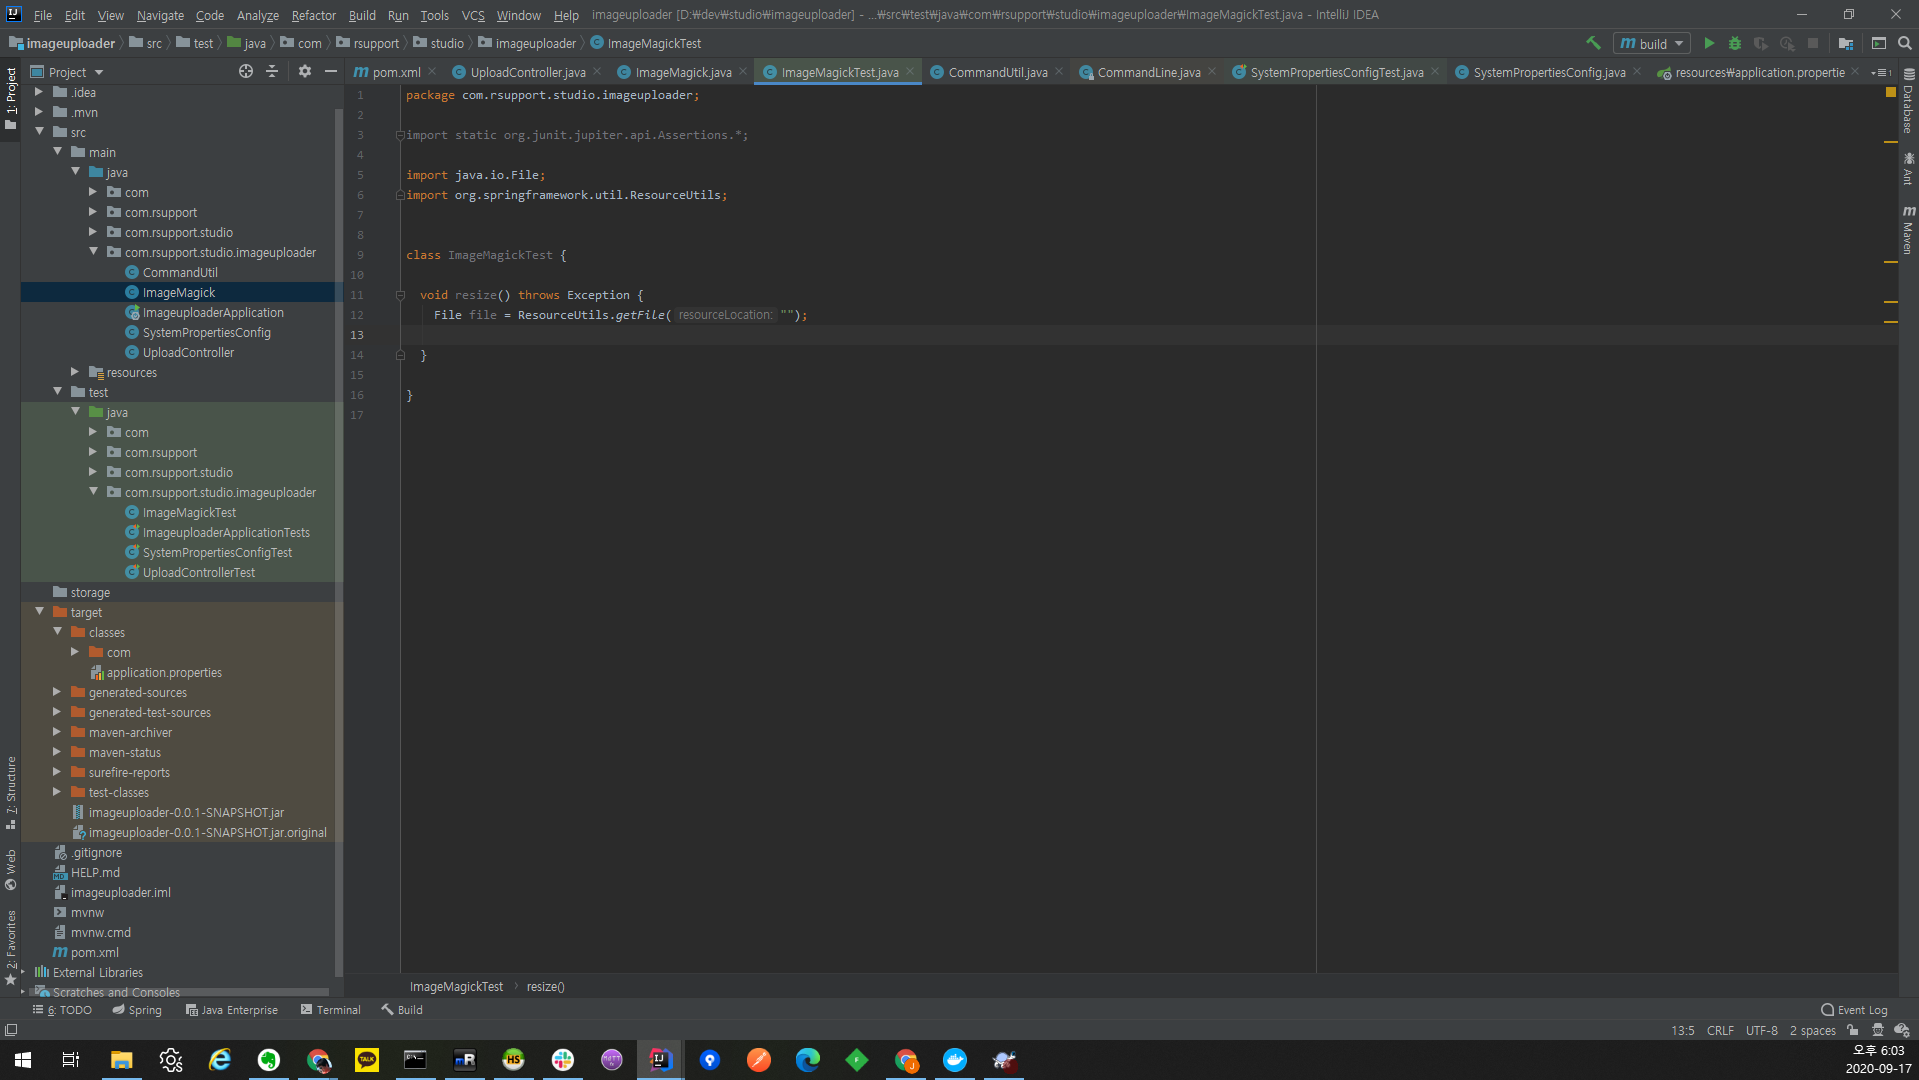 File Edit View Navigate Code Analyze Refactor Build Run Tools VCS Window Help imageuploader [D:₩dev₩studio₩imageuploader] - ...₩src₩test₩java₩com₩rsupport₩studio₩imageuploader₩ImageMagickTest.java - IntelliJ IDEA
imageuploader src test java com rsupport studio imageuploader ImageMagickTest
build
Project
pom.xml UploadController.java ImageMagick.java ImageMagickTest.java CommandUtil.java CommandLine.java SystemPropertiesConfigTest.java SystemPropertiesConfig.java resources₩application.propertie
1: Project
7: Structure
Web
2: Favorites
.idea
.mvn
src
main
java
com
com.rsupport
com.rsupport.studio
com.rsupport.studio.imageuploader
CommandUtil
ImageMagick
ImageuploaderApplication
SystemPropertiesConfig
UploadController
resources
test
java
com
com.rsupport
com.rsupport.studio
com.rsupport.studio.imageuploader
ImageMagickTest
ImageuploaderApplicationTests
SystemPropertiesConfigTest
UploadControllerTest
storage
target
classes
com
application.properties
generated-sources
generated-test-sources
maven-archiver
maven-status
surefire-reports
test-classes
imageuploader-0.0.1-SNAPSHOT.jar
imageuploader-0.0.1-SNAPSHOT.jar.original
.gitignore
HELP.md
imageuploader.iml
mvnw
mvnw.cmd
pom.xml
External Libraries
Scratches and Consoles
1 package com.rsupport.studio.imageuploader;
2
3 import static org.junit.jupiter.api.Assertions.*;
4
5 import java.io.File;
6 import org.springframework.util.ResourceUtils;
7
8
9 class ImageMagickTest {
10
11 void resize() throws Exception {
12 File file = ResourceUtils.getFile( resourceLocation: "");
13
14 }
15
16 }
17
Database
Ant
Maven
ImageMagickTest resize()
6: TODO Spring Java Enterprise Terminal Build Event Log
13:5 CRLF UTF-8 2 spaces
오후 6:03
2020-09-17